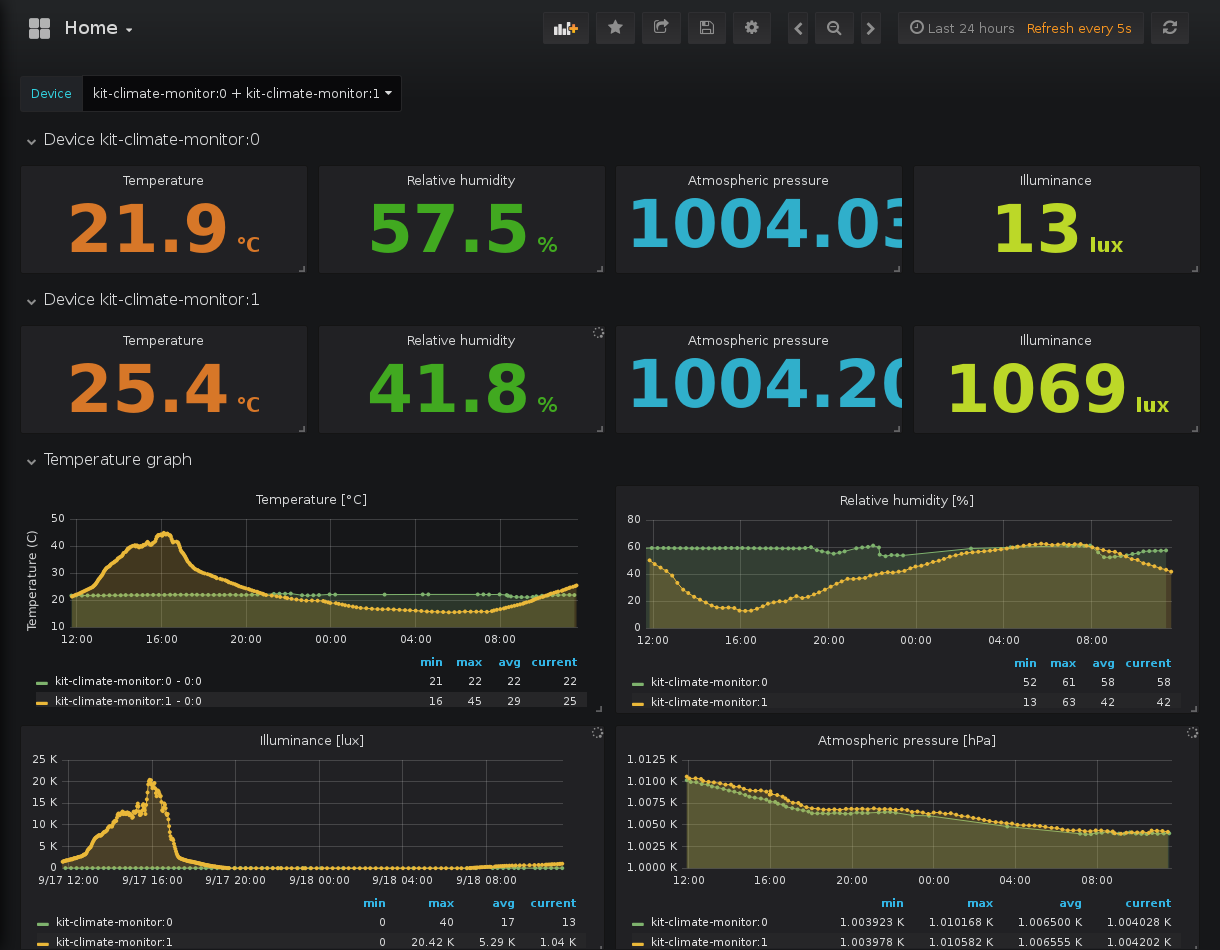 Home
Last 24 hours Refresh every 5s
Device kit-climate-monitor:0 + kit-climate-monitor:1
Device kit-climate-monitor:0
Temperature Relative humidity Atmospheric pressure Illuminance
21.9 °C 57.5 % 1004.03 13 lux
Device kit-climate-monitor:1
Temperature Relative humidity Atmospheric pressure Illuminance
25.4 °C 41.8 % 1004.20 1069 lux
Temperature graph
Temperature [°C]
Temperature (C)
50
40
30
20
10
12:00 16:00 20:00 00:00 04:00 08:00
min max avg current
kit-climate-monitor:0 - 0:0 21 22 22 22
kit-climate-monitor:1 - 0:0 16 45 29 25
Relative humidity [%]
80
60
40
20
0
12:00 16:00 20:00 00:00 04:00 08:00
min max avg current
kit-climate-monitor:0 52 61 58 58
kit-climate-monitor:1 13 63 42 42
Illuminance [lux]
25 K
20 K
15 K
10 K
5 K
0
9/17 12:00 9/17 16:00 9/17 20:00 9/18 00:00 9/18 04:00 9/18 08:00
min max avg current
kit-climate-monitor:0 0 40 17 13
kit-climate-monitor:1 0 20.42 K 5.29 K 1.04 K
Atmospheric pressure [hPa]
1.0125 K
1.0100 K
1.0075 K
1.0050 K
1.0025 K
1.0000 K
12:00 16:00 20:00 00:00 04:00 08:00
min max avg current
kit-climate-monitor:0 1.003923 K 1.010168 K 1.006500 K 1.004028 K
kit-climate-monitor:1 1.003978 K 1.010582 K 1.006555 K 1.004202 K